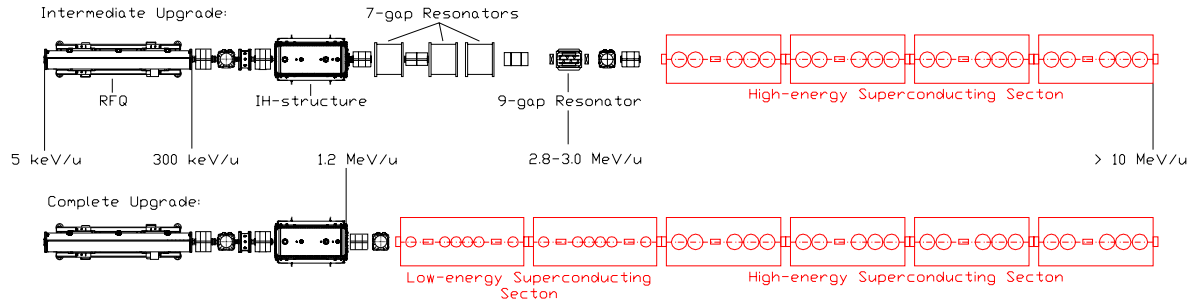 Intermediate Upgrade:
7-gap Resonators
RFQ
IH-structure
9-gap Resonator
High-energy Superconducting Secton
5 keV/u
300 keV/u
1.2 MeV/u
2.8-3.0 MeV/u
> 10 MeV/u
Complete Upgrade:
Low-energy Superconducting
Secton
High-energy Superconducting Secton